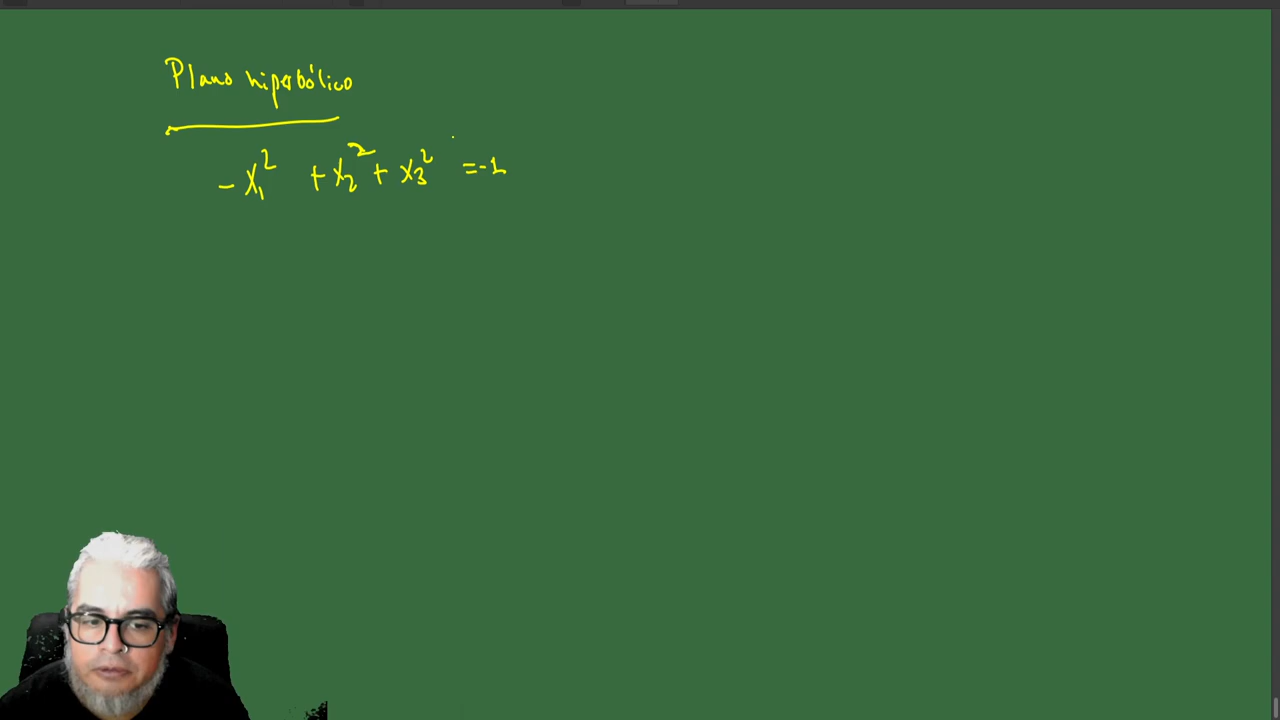 Plano hiperbólico
-x₁² + x₂² + x₃² = -1